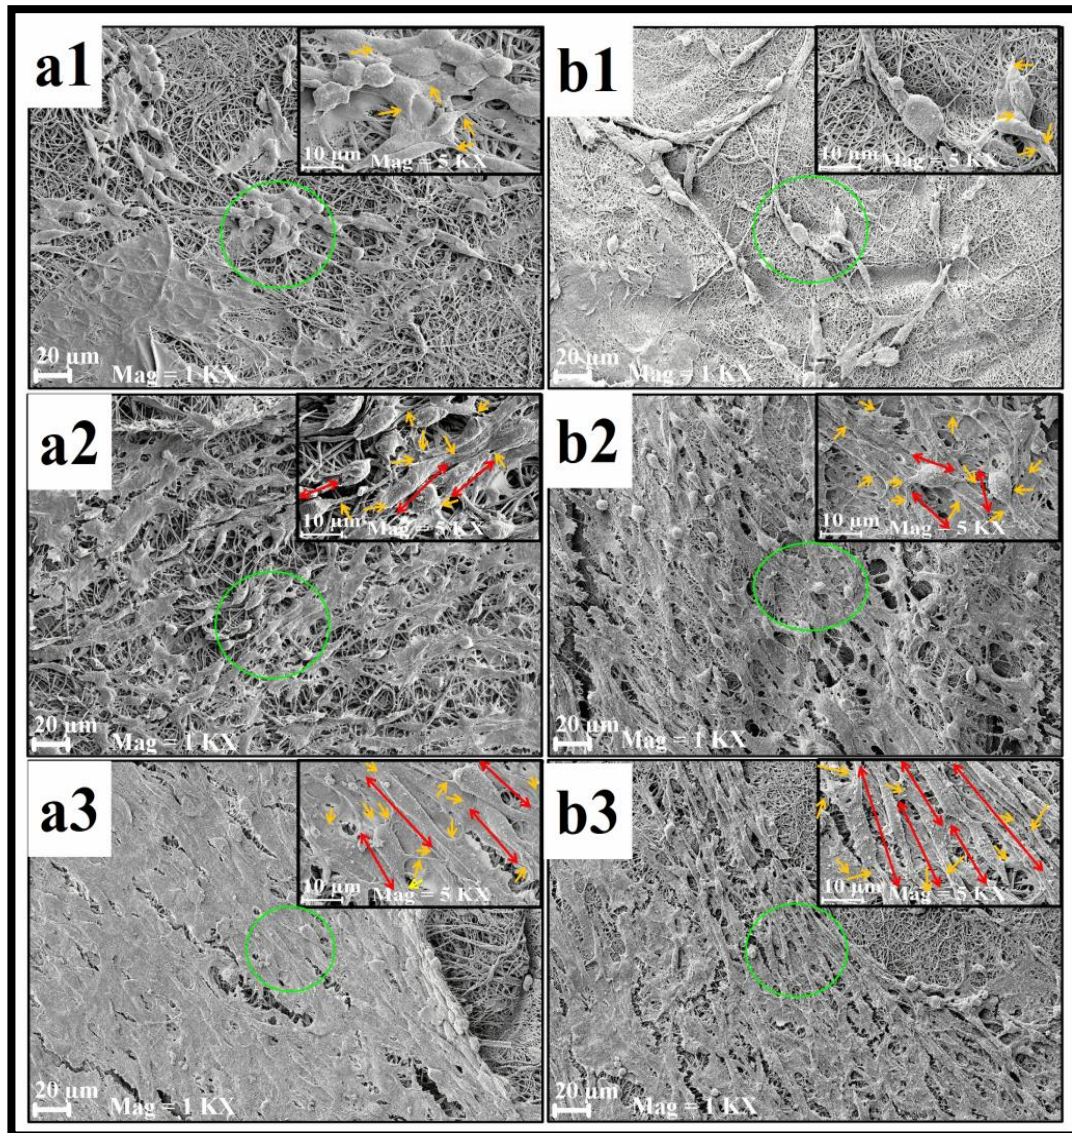 a1
10 µm Mag = 5 KX
20 µm
Mag = 1 KX
b1
10 µm Mag = 5 KX
20 µm
Mag = 1 KX
a2
10 µm Mag = 5 KX
20 µm
Mag = 1 KX
b2
10 µm Mag = 5 KX
20 µm
Mag = 1 KX
a3
10 µm Mag = 5 KX
20 µm
Mag = 1 KX
b3
10 µm Mag = 5 KX
20 µm
Mag = 1 KX